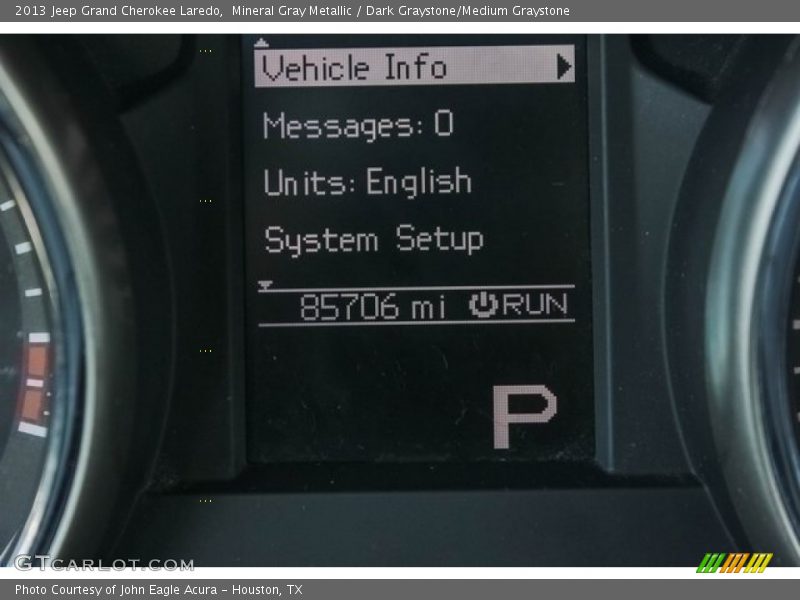 2013 Jeep Grand Cherokee Laredo,  Mineral Gray Metallic / Dark Graystone/Medium Graystone
Vehicle Info
Messages: 0
Units: English
System Setup
85706 mi RUN
P
GTCARLOT.COM
Photo Courtesy of John Eagle Acura - Houston, TX